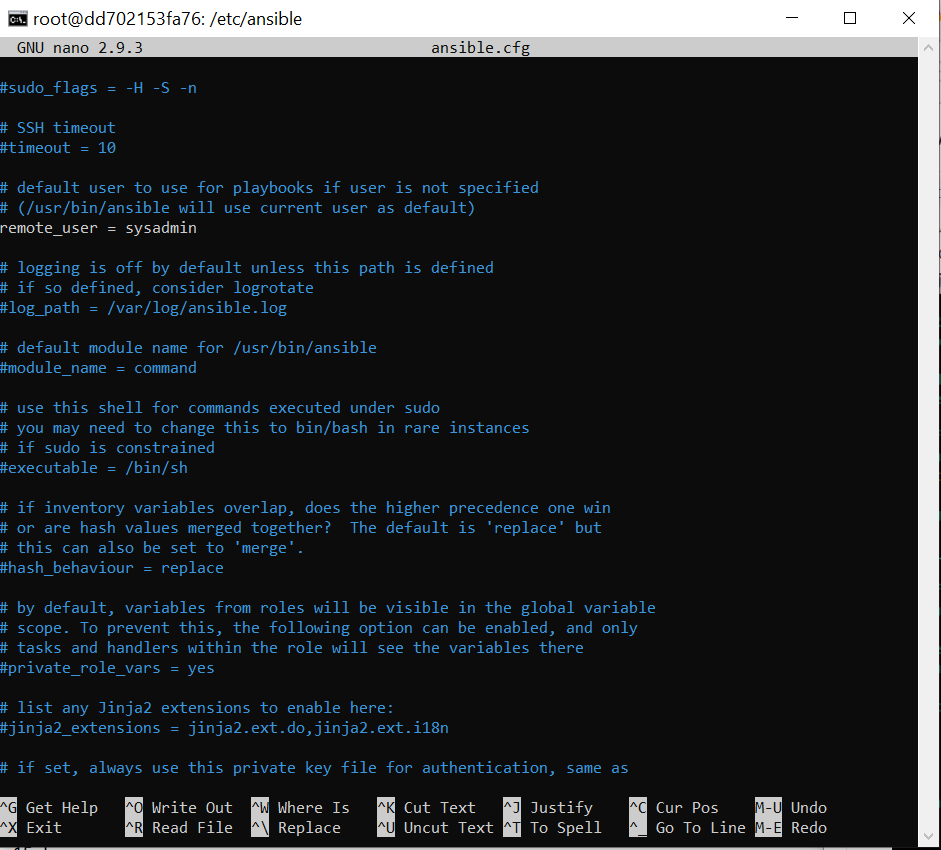 root@dd702153fa76: /etc/ansible
GNU nano 2.9.3 ansible.cfg
#sudo_flags = -H -S -n
# SSH timeout
#timeout = 10
# default user to use for playbooks if user is not specified
# (/usr/bin/ansible will use current user as default)
remote_user = sysadmin
# logging is off by default unless this path is defined
# if so defined, consider logrotate
#log_path = /var/log/ansible.log
# default module name for /usr/bin/ansible
#module_name = command
# use this shell for commands executed under sudo
# you may need to change this to bin/bash in rare instances
# if sudo is constrained
#executable = /bin/sh
# if inventory variables overlap, does the higher precedence one win
# or are hash values merged together?  The default is 'replace' but
# this can also be set to 'merge'.
#hash_behaviour = replace
# by default, variables from roles will be visible in the global variable
# scope. To prevent this, the following option can be enabled, and only
# tasks and handlers within the role will see the variables there
#private_role_vars = yes
# list any Jinja2 extensions to enable here:
#jinja2_extensions = jinja2.ext.do,jinja2.ext.i18n
# if set, always use this private key file for authentication, same as
^G Get Help ^O Write Out ^W Where Is ^K Cut Text ^J Justify ^C Cur Pos M-U Undo
^X Exit ^R Read File ^\ Replace ^U Uncut Text ^T To Spell ^_ Go To Line M-E Redo